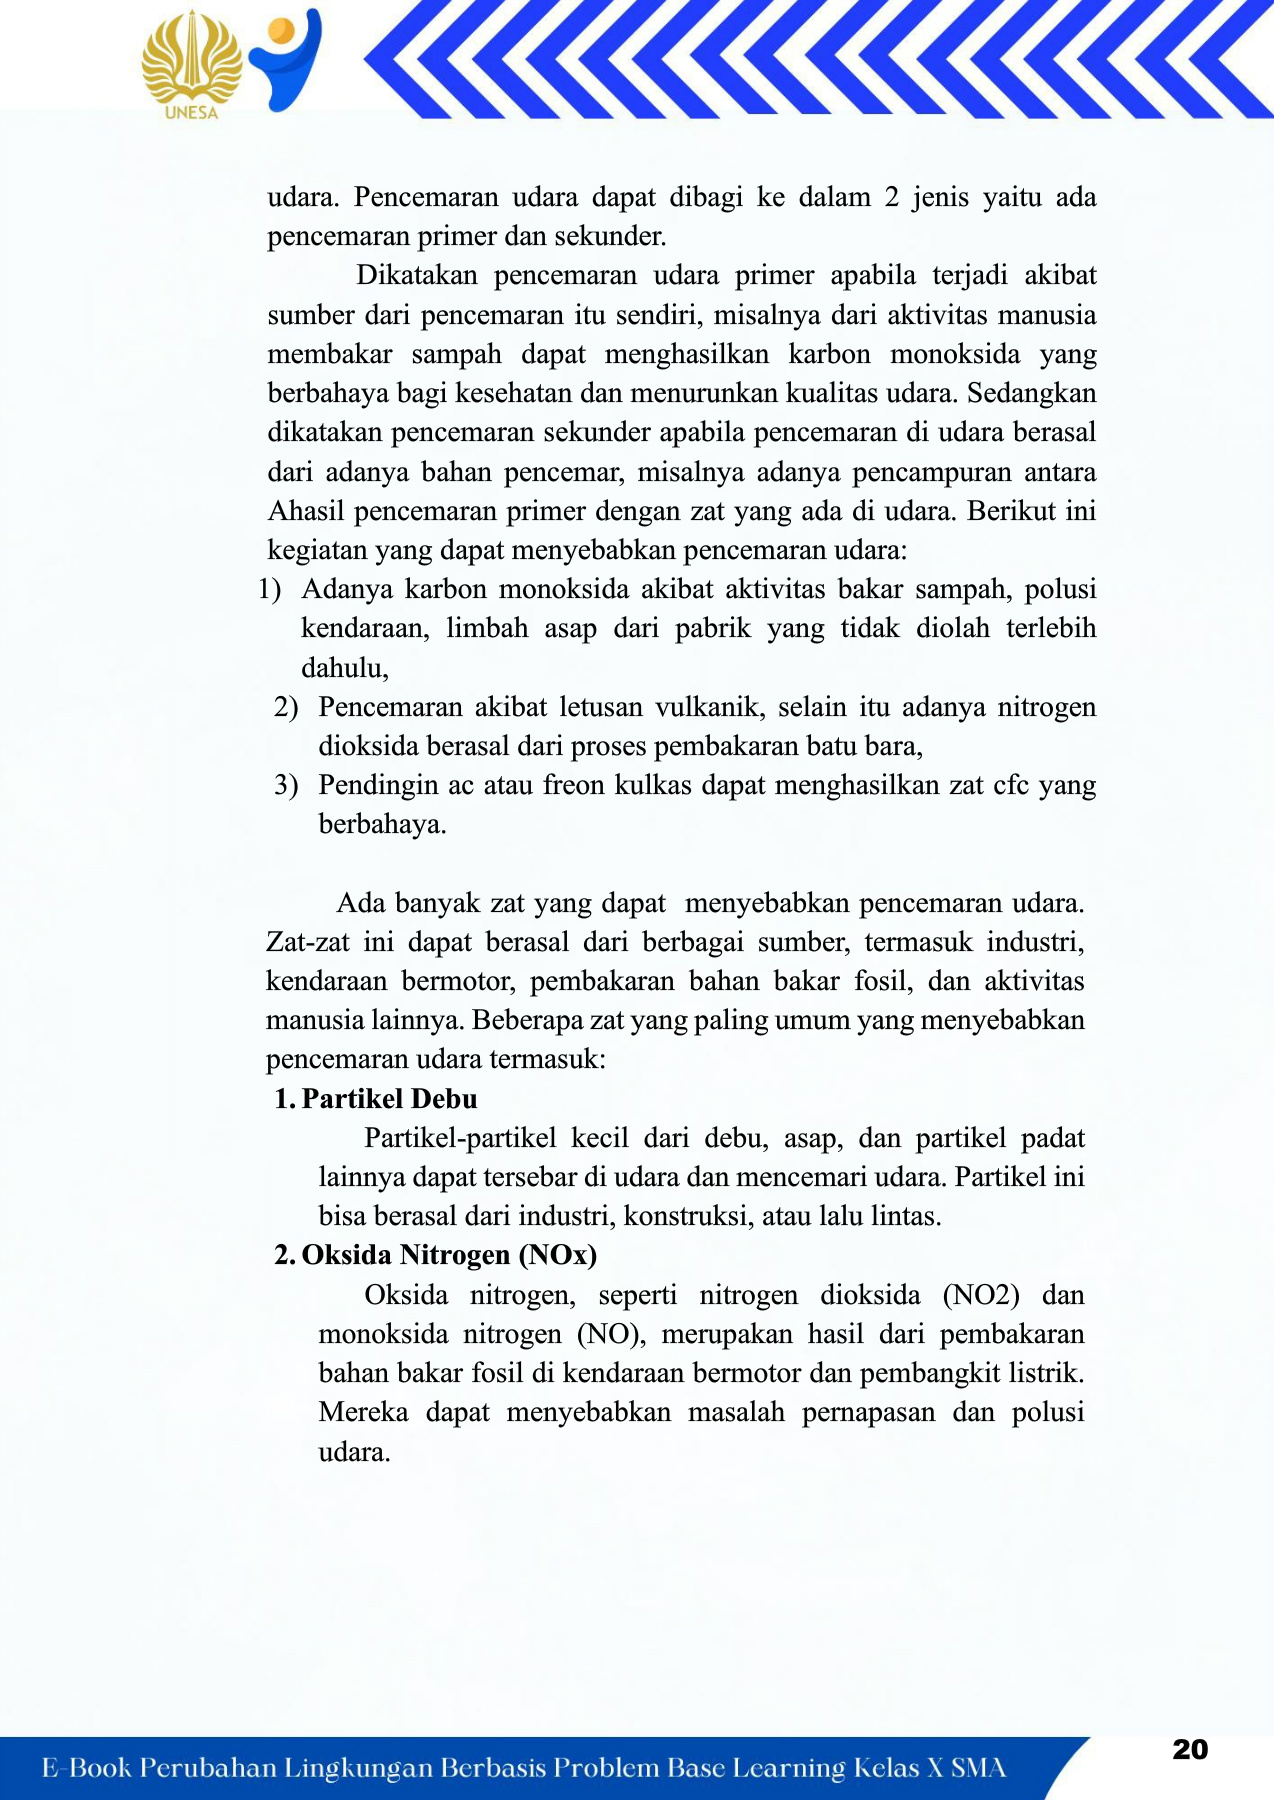 UNESA
udara. Pencemaran udara dapat dibagi ke dalam 2 jenis yaitu ada
pencemaran primer dan sekunder.
Dikatakan pencemaran udara primer apabila terjadi akibat
sumber dari pencemaran itu sendiri, misalnya dari aktivitas manusia
membakar sampah dapat menghasilkan karbon monoksida yang
berbahaya bagi kesehatan dan menurunkan kualitas udara. Sedangkan
dikatakan pencemaran sekunder apabila pencemaran di udara berasal
dari adanya bahan pencemar, misalnya adanya pencampuran antara
Ahasil pencemaran primer dengan zat yang ada di udara. Berikut ini
kegiatan yang dapat menyebabkan pencemaran udara:
1) Adanya karbon monoksida akibat aktivitas bakar sampah, polusi
kendaraan, limbah asap dari pabrik yang tidak diolah terlebih
dahulu,
2) Pencemaran akibat letusan vulkanik, selain itu adanya nitrogen
dioksida berasal dari proses pembakaran batu bara,
3) Pendingin ac atau freon kulkas dapat menghasilkan zat cfc yang
berbahaya.
Ada banyak zat yang dapat menyebabkan pencemaran udara.
Zat-zat ini dapat berasal dari berbagai sumber, termasuk industri,
kendaraan bermotor, pembakaran bahan bakar fosil, dan aktivitas
manusia lainnya. Beberapa zat yang paling umum yang menyebabkan
pencemaran udara termasuk:
1. Partikel Debu
Partikel-partikel kecil dari debu, asap, dan partikel padat
lainnya dapat tersebar di udara dan mencemari udara. Partikel ini
bisa berasal dari industri, konstruksi, atau lalu lintas.
2. Oksida Nitrogen (NOx)
Oksida nitrogen, seperti nitrogen dioksida (NO2) dan
monoksida nitrogen (NO), merupakan hasil dari pembakaran
bahan bakar fosil di kendaraan bermotor dan pembangkit listrik.
Mereka dapat menyebabkan masalah pernapasan dan polusi
udara.
E-Book Perubahan Lingkungan Berbasis Problem Base Learning Kelas X SMA
20